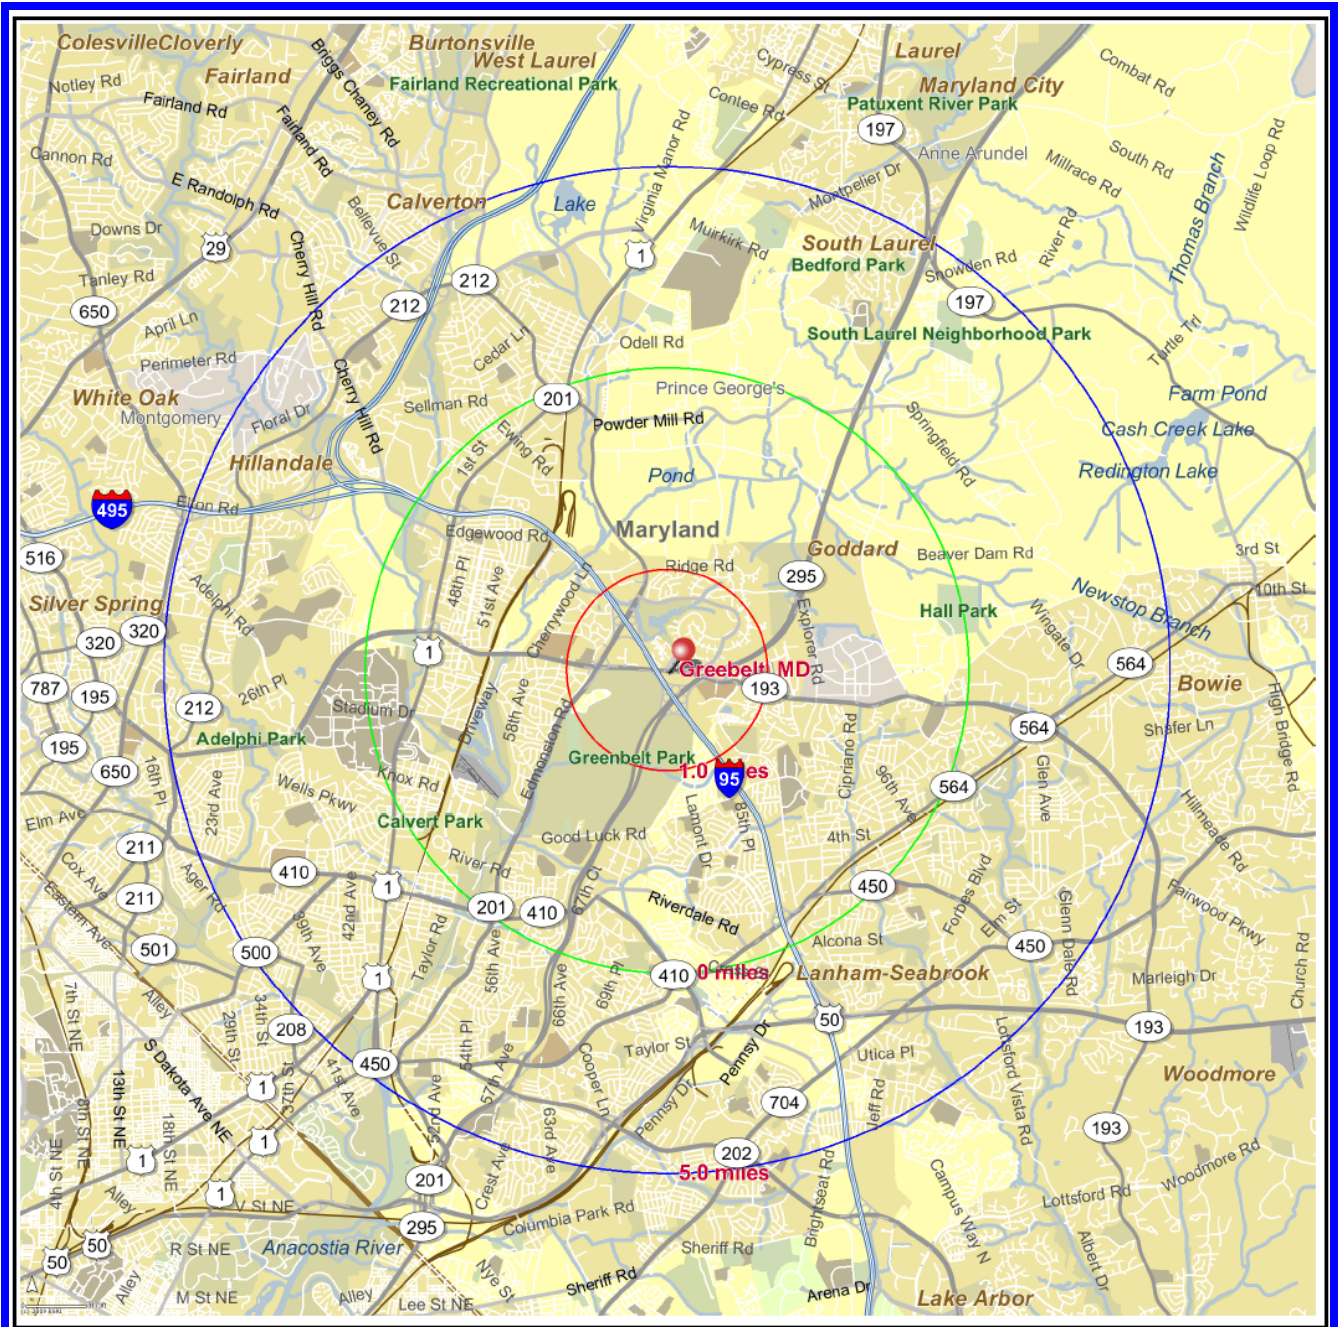 ColesvilleCloverly
Burtonsville
West Laurel
Laurel
Fairland
Briggs Chaney Rd
Fairland Recreational Park
Cypress St
Maryland City
Combat Rd
Notley Rd
Fairland Rd
Fairland Rd
Contee Rd
Patuxent River Park
197
Virginia Manor Rd
Cannon Rd
Anne Arundel
South Rd
Millrace Rd
Wildlife Loop Rd
E Randolph Rd
Calverton
Bellevue St
Lake
Montpelier Dr
Thomas Branch
Downs Dr
29
Cherry Hill Rd
1
Muirkirk Rd
South Laurel
River Rd
Bedford Park
Snowden Rd
Tanley Rd
212
212
197
650
April Ln
Cedar Ln
Odell Rd
South Laurel Neighborhood Park
Turtle Trl
Perimeter Rd
Cherry Hill Rd
White Oak
Montgomery
Floral Dr
Sellman Rd
201
Prince George's
Powder Mill Rd
Farm Pond
Cash Creek Lake
Springfield Rd
Hillandale
1st St
Ewing Rd
Pond
Redington Lake
495
Elton Rd
Edgewood Rd
Maryland
Goddard
Beaver Dam Rd
3rd St
516
Ridge Rd
295
10th St
Silver Spring
Adelphi Rd
48th Pl
51st Ave
Cherrywood Ln
Explorer Rd
Hall Park
Wingate Dr
Newstop Branch
320
320
1
Greebelt, MD
564
787
195
26th Pl
193
Bowie
212
Stadium Dr
Driveway
58th Ave
Edmonston Rd
564
Shafer Ln
High Bridge Rd
195
Adelphi Park
Greenbelt Park
Cipriano Rd
650
16th Pl
Knox Rd
95
96th Ave
564
Glen Ave
23rd Ave
Wells Pkwy
Lamont Dr
85th Pl
Hillmeade Rd
Elm Ave
Calvert Park
Good Luck Rd
4th St
211
Cox Ave
Ager Rd
410
River Rd
67th Ct
Forbes Blvd
211
Eastern Ave
1
201
410
Riverdale Rd
450
Elm St
Glenn Dale Rd
Fairwood Pkwy
42nd Ave
39th Ave
501
500
Taylor Rd
56th Ave
Alcona St
450
Church Rd
1
66th Ave
69th Pl
410
0 miles
Lanham-Seabrook
Marleigh Dr
7th St NE
Alley
34th St
29th St
208
50
Lottsford Vista Rd
193
S Dakota Ave NE
41st Ave
450
54th Pl
Taylor St
Pennsy Dr
Utica Pl
Woodmore
13th St NE
1
37th St
57th Ave
Cooper Ln
Pennsy Dr
704
Jeff Rd
8th St NE
18th St NE
1
52nd Ave
63rd Ave
193
4th St NE
1
202
5.0 miles
Woodmore Rd
Alley
1
201
Crest Ave
Brightseat Rd
Campus Way N
Lottsford Rd
V St NE
295
Columbia Park Rd
50
50
R St NE
Anacostia River
Nye St
Sheriff Rd
Albert Dr
Alley
M St NE
Alley
Lee St NE
Sheriff Rd
Arena Dr
Lake Arbor